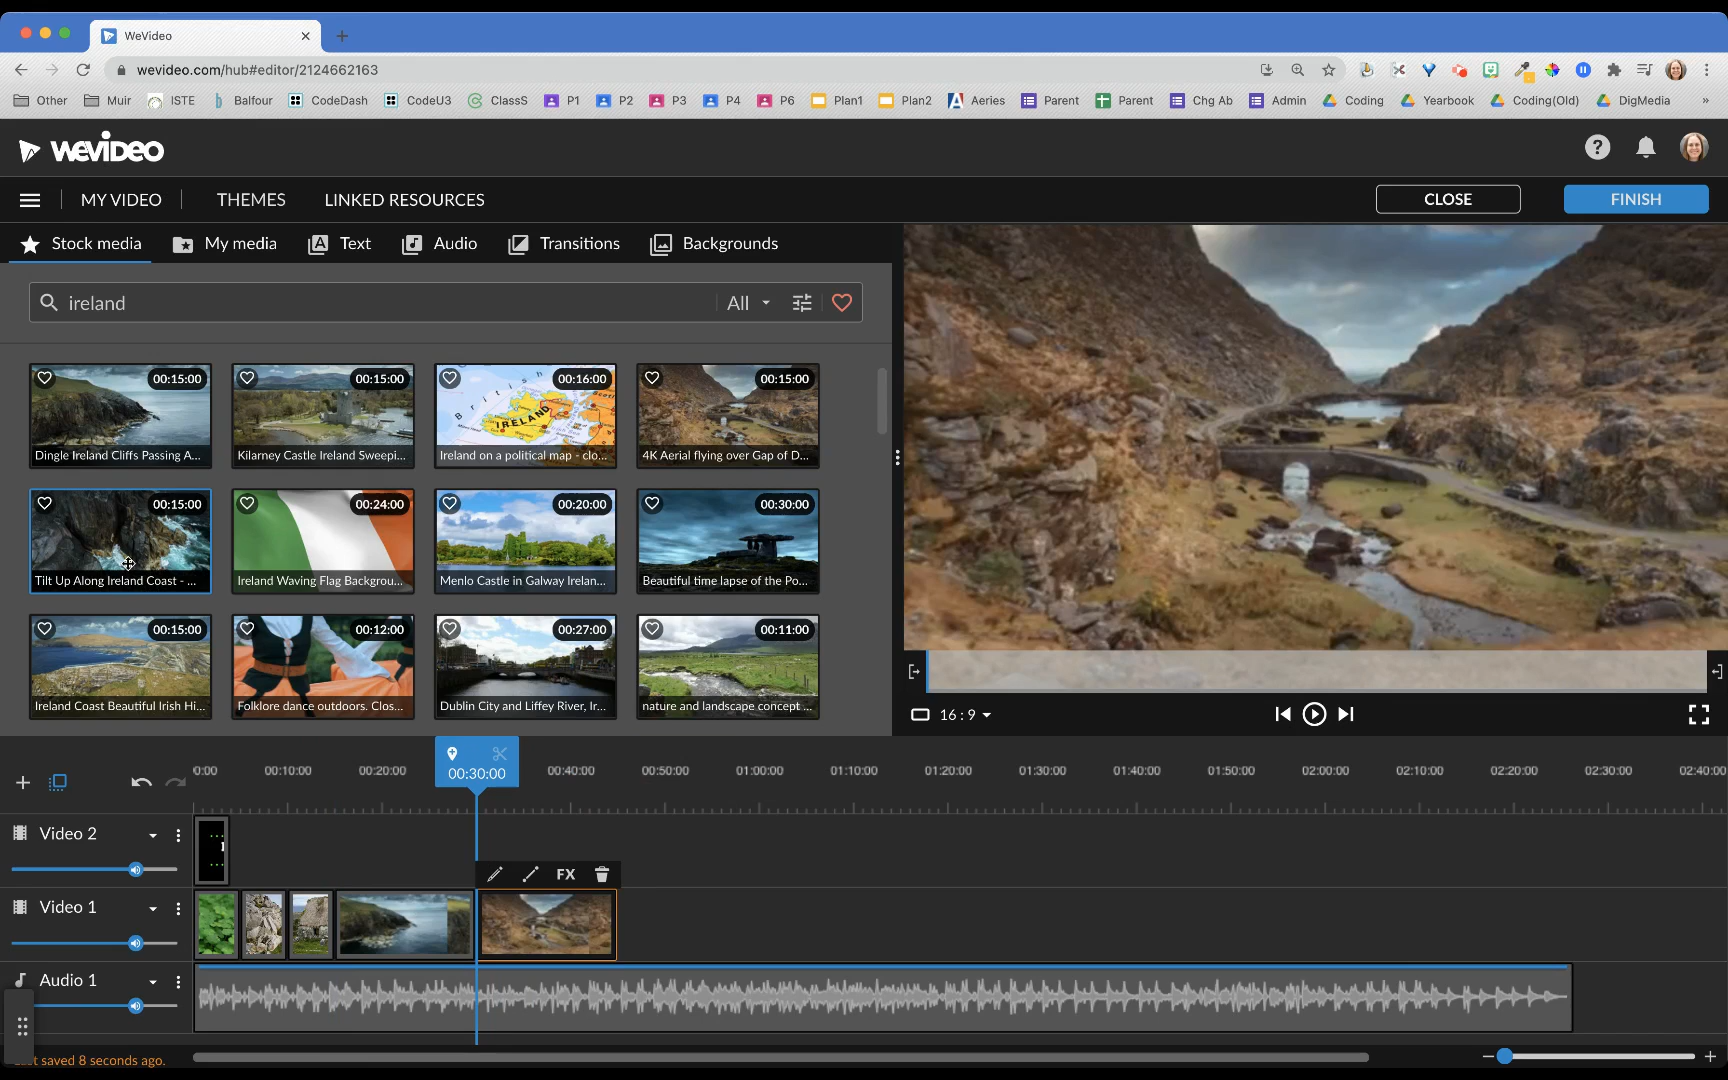 WeVideo
wevideo.com/hub#editor/2124662163
Other Muir ISTE Balfour CodeDash CodeU3 ClassS P1 P2 P3 P4 P6 Plan1 Plan2 Aeries Parent Parent Chg Ab Admin Coding Yearbook Coding(Old) DigMedia »
WEVIDEO
MY VIDEO THEMES LINKED RESOURCES CLOSE FINISH
Stock media My media Text Audio Transitions Backgrounds
ireland All
00:15:00 00:15:00 00:16:00 00:15:00
IRELAND
Dingle Ireland Cliffs Passing A... Kilarney Castle Ireland Sweepi... Ireland on a political map - clo... 4K Aerial flying over Gap of D...
00:15:00 00:24:00 00:20:00 00:30:00
Tilt Up Along Ireland Coast - ... Ireland Waving Flag Backgrou... Menlo Castle in Galway Irelan... Beautiful time lapse of the Po...
00:15:00 00:12:00 00:27:00 00:11:00
Ireland Coast Beautiful Irish Hi... Folklore dance outdoors. Clos... Dublin City and Liffey River, Ir... nature and landscape concept ...
16 : 9
0:00 00:10:00 00:20:00 00:30:00 00:40:00 00:50:00 01:00:00 01:10:00 01:20:00 01:30:00 01:40:00 01:50:00 02:00:00 02:10:00 02:20:00 02:30:00 02:40:00
Video 2
FX
Video 1
Audio 1
saved 8 seconds ago.